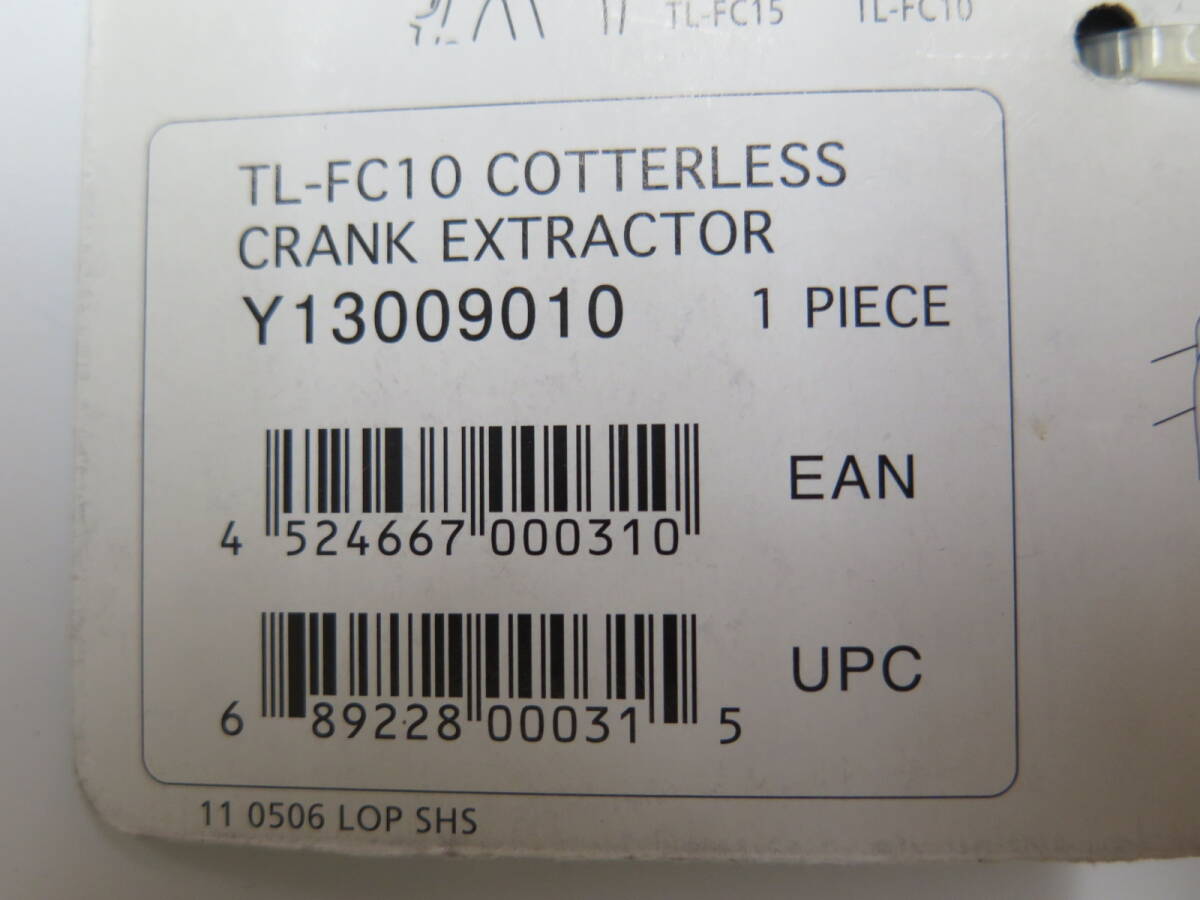 TL-FC15 TL-FC10
TL-FC10 COTTERLESS
CRANK EXTRACTOR
Y13009010 1 PIECE
EAN
4 524667 000310
UPC
6 89228 00031 5
11 0506 LOP SHS